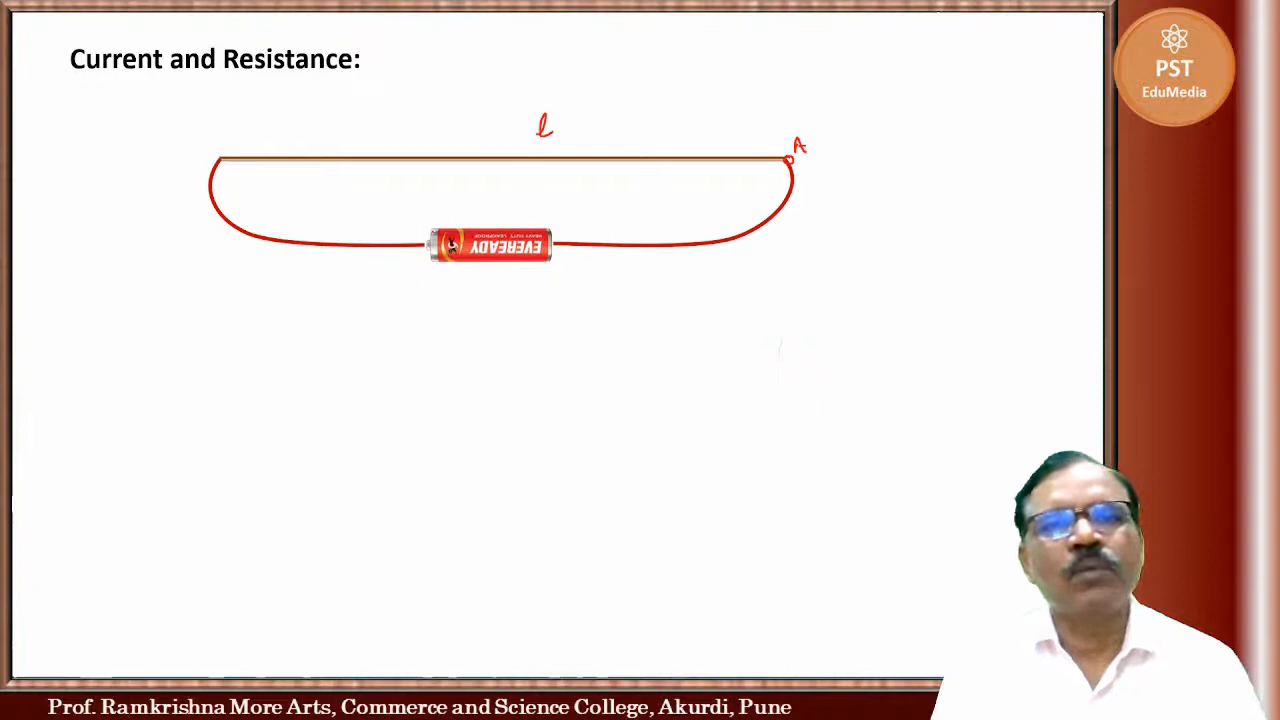 Current and Resistance:
PST
EduMedia
l
A
EVEREADY
Prof. Ramkrishna More Arts, Commerce and Science College, Akurdi, Pune